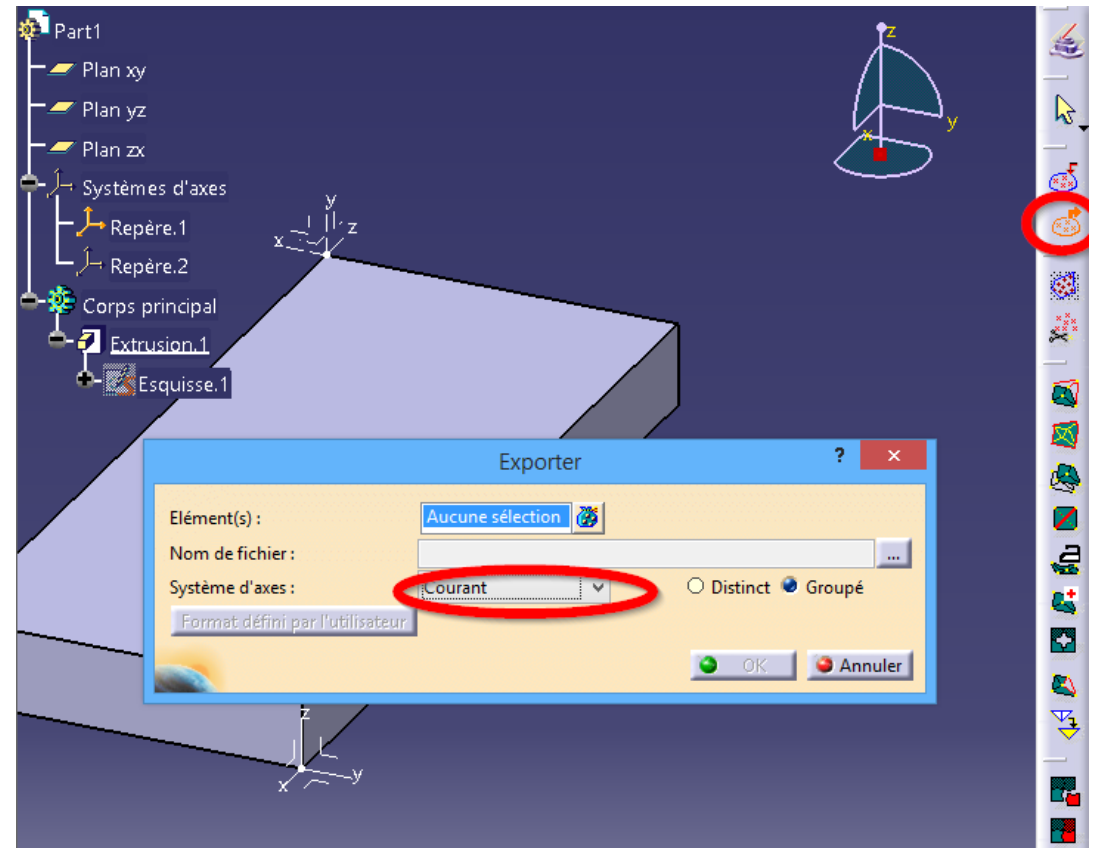 Part1
Plan xy
Plan yz
Plan zx
Systèmes d'axes
Repère.1
Repère.2
Corps principal
Extrusion.1
Esquisse.1
z
y
x
y
z
x
Exporter
?
×
Elément(s) :
Aucune sélection
Nom de fichier :
...
Système d'axes :
Courant
Distinct
Groupé
Format défini par l'utilisateur
OK
Annuler
z
y
x